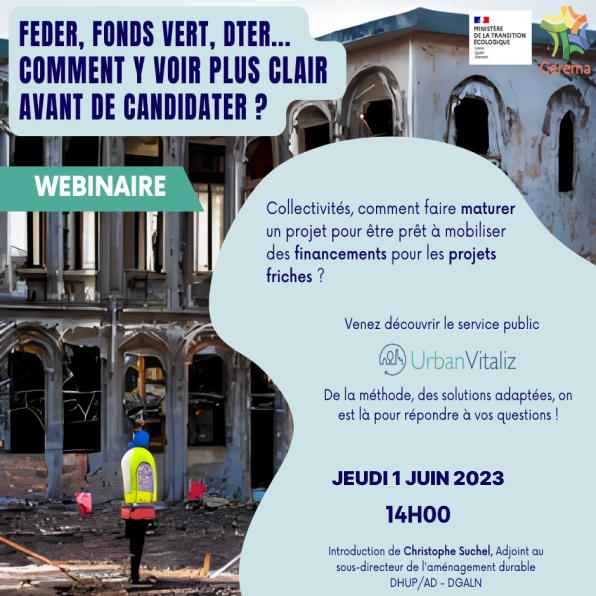 FEDER, FONDS VERT, DTER...
COMMENT Y VOIR PLUS CLAIR
AVANT DE CANDIDATER ?
MINISTÈRE
DE LA TRANSITION
ÉCOLOGIQUE
Liberté
Égalité
Fraternité
Cerema
WEBINAIRE
Collectivités, comment faire maturer
un projet pour être prêt à mobiliser
des financements pour les projets
friches ?
Venez découvrir le service public
UrbanVitaliz
De la méthode, des solutions adaptées, on
est là pour répondre à vos questions !
JEUDI 1 JUIN 2023
14H00
Introduction de Christophe Suchel, Adjoint au
sous-directeur de l'aménagement durable
DHUP/AD - DGALN